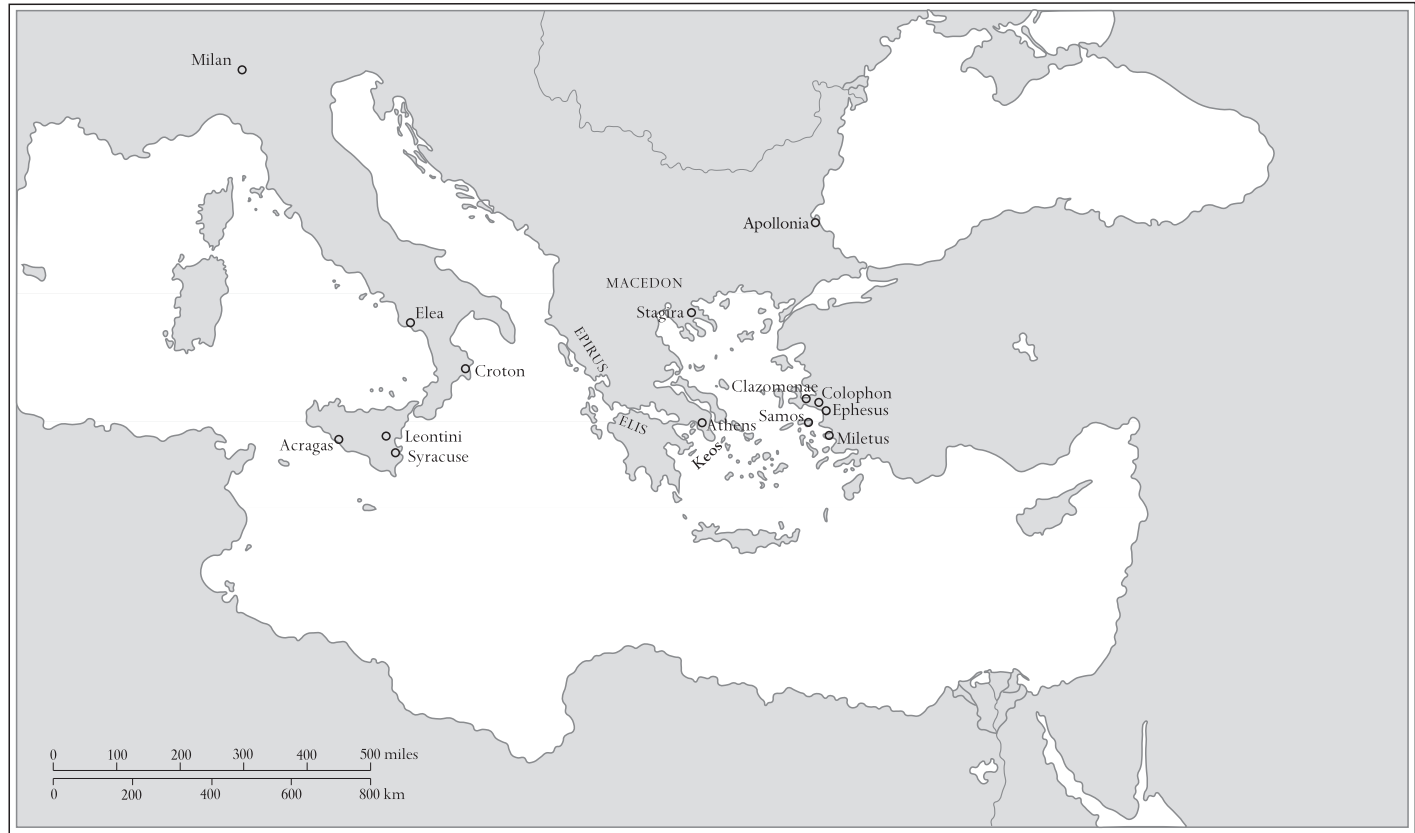 Milan
Apollonia
MACEDON
Stagira
Elea
EPIRUS
Croton
Clazomenae
Colophon
Ephesus
Samos
ELIS
Athens
Miletus
Leontini
Acragas
Syracuse
Keos
0 100 200 300 400 500 miles
0 200 400 600 800 km